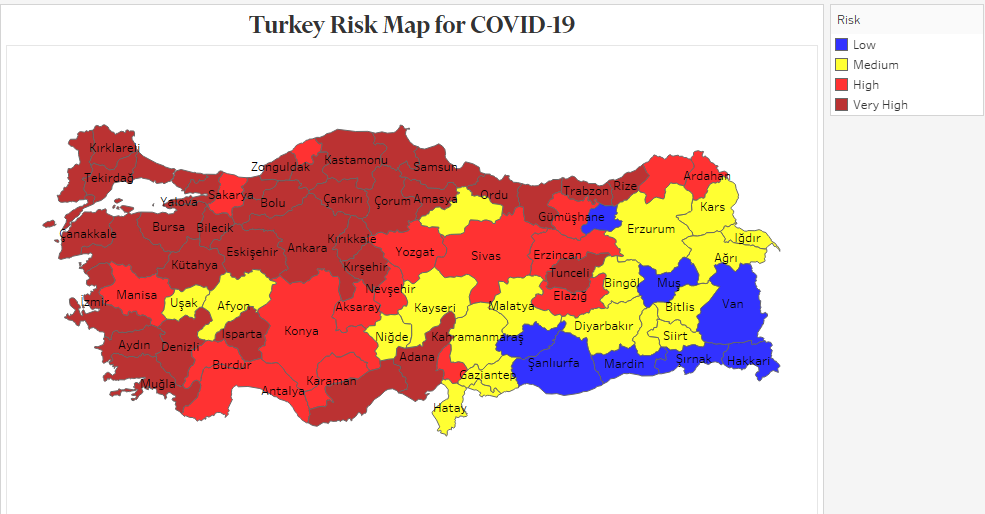 Turkey Risk Map for COVID-19
Risk
Low
Medium
High
Very High
Kırklareli
Tekirdağ
Zonguldak
Kastamonu
Samsun
Yalova
Sakarya
Bolu
Çankırı
Çorum
Amasya
Ordu
Trabzon
Rize
Ardahan
Kars
Gümüşhane
Çanakkale
Bursa
Bilecik
Eskişehir
Ankara
Kırıkkale
Yozgat
Sivas
Erzincan
Erzurum
Iğdır
Ağrı
Kütahya
Kırşehir
Tunceli
Bingöl
Muş
İzmir
Manisa
Uşak
Afyon
Aksaray
Nevşehir
Kayseri
Malatya
Elazığ
Bitlis
Van
Aydın
Denizli
Isparta
Konya
Niğde
Kahramanmaraş
Diyarbakır
Siirt
Burdur
Adana
Şanlıurfa
Mardin
Şırnak
Hakkari
Muğla
Antalya
Karaman
Gaziantep
Hatay